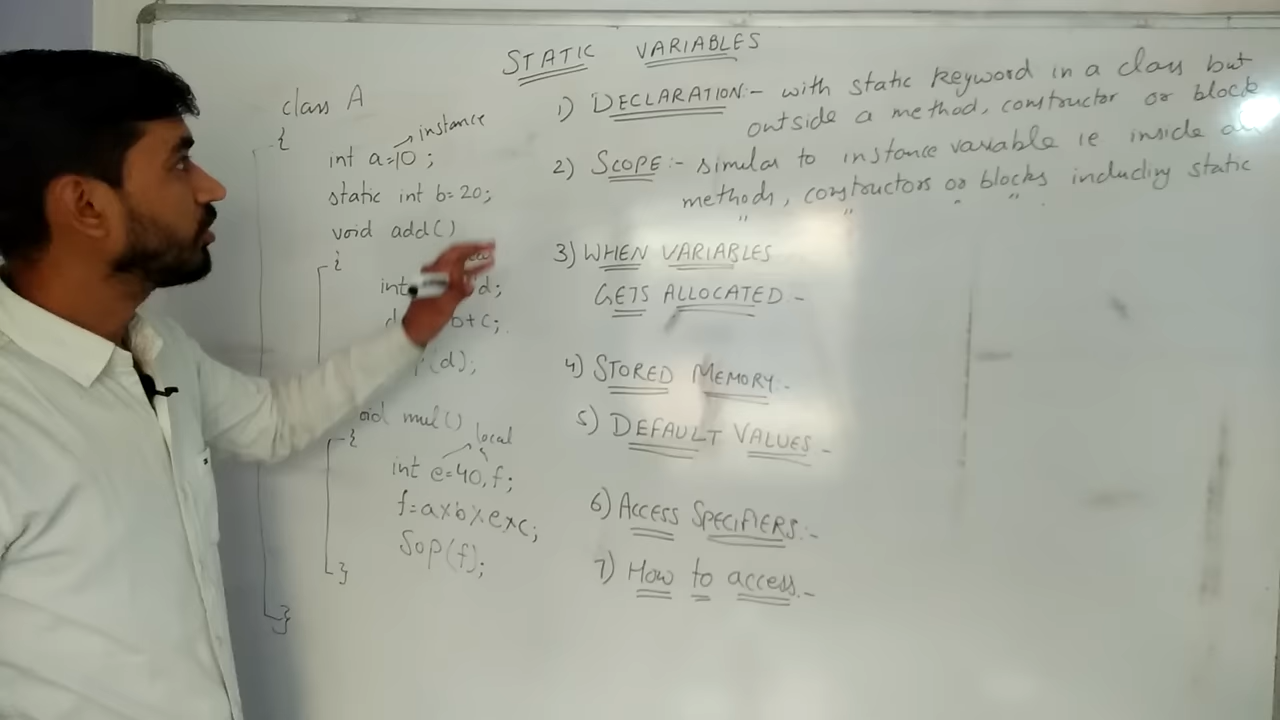 STATIC VARIABLES
class A
{
instance
int a=10 ;
static int b=20;
void add()
{
int d;
b+c;
(d);
void mul()
{
local
int e=40,f;
f=a×b×e×c;
Sop(f);
}
}
1) DECLARATION:- with static keyword in a class but
outside a method, constructor or block
2) SCOPE:- similar to instance variable ie inside
methods, constructors or blocks including static
" " " " .
3) WHEN VARIABLES
GETS ALLOCATED -
4) STORED MEMORY:-
5) DEFAULT VALUES -
6) ACCESS SPECIFIERS:-
7) HOW to access.-